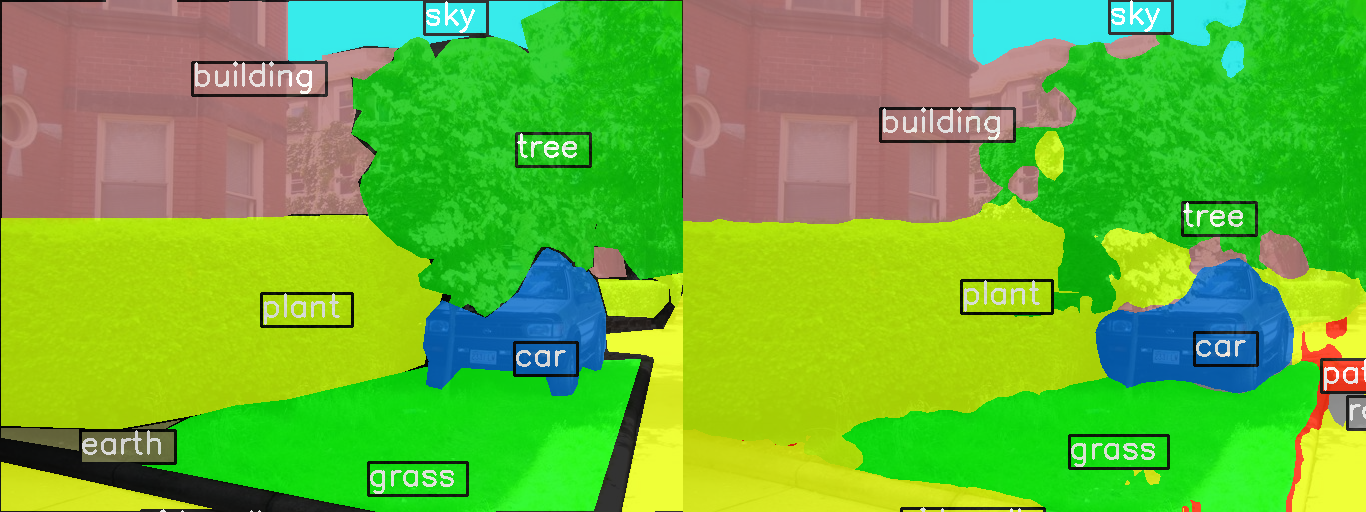 sky
sky
building
building
tree
tree
plant
plant
car
car
earth
grass
grass